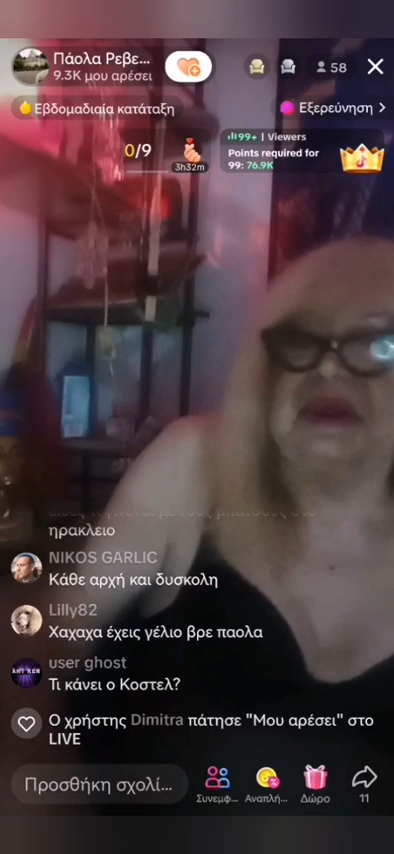 Πάολα Ρεβε...
9.3K μου αρέσει
58
Εβδομαδιαία κατάταξη
Εξερεύνηση >
0/9
3h32m
99+ | Viewers
Points required for
99: 76.9K
ηρακλειο
NIKOS GARLIC
Κάθε αρχή και δυσκολη
Lilly82
Χαχαχα έχεις γέλιο βρε παολα
user ghost
Τι κάνει ο Κοστελ?
Ο χρήστης Dimitra πάτησε "Μου αρέσει" στο
LIVE
Προσθήκη σχολί...
Συνεμφ...
Αναπλή...
Δώρο
11